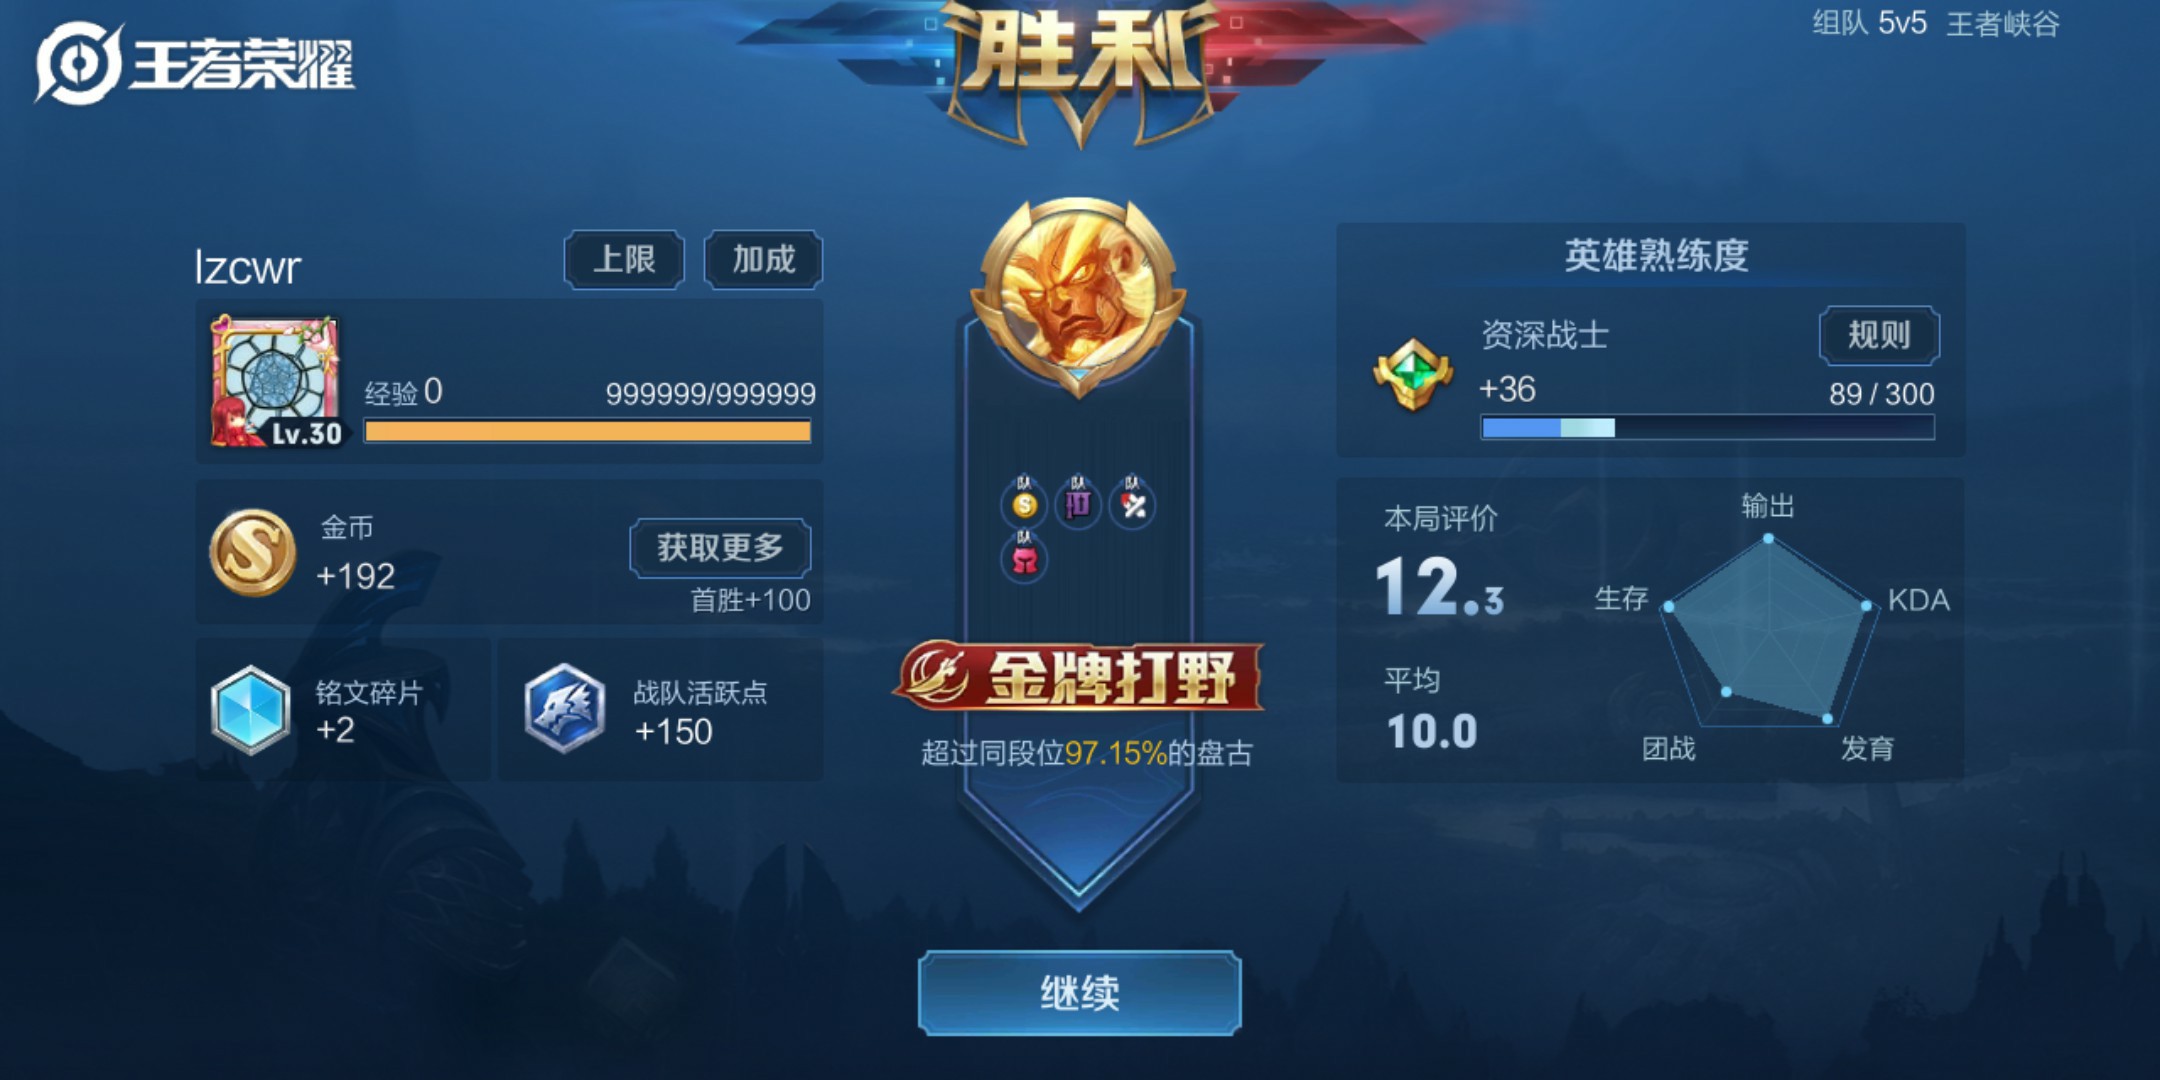 王者荣耀
胜利
组队 5v5 王者峡谷
lzcwr
上限
加成
Lv.30
经验 0
999999/999999
金币
+192
获取更多
首胜+100
铭文碎片
+2
战队活跃点
+150
队
队
队
队
金牌打野
超过同段位97.15%的盘古
继续
英雄熟练度
资深战士
规则
+36
89 / 300
本局评价
12.3
平均
10.0
输出
生存
KDA
团战
发育